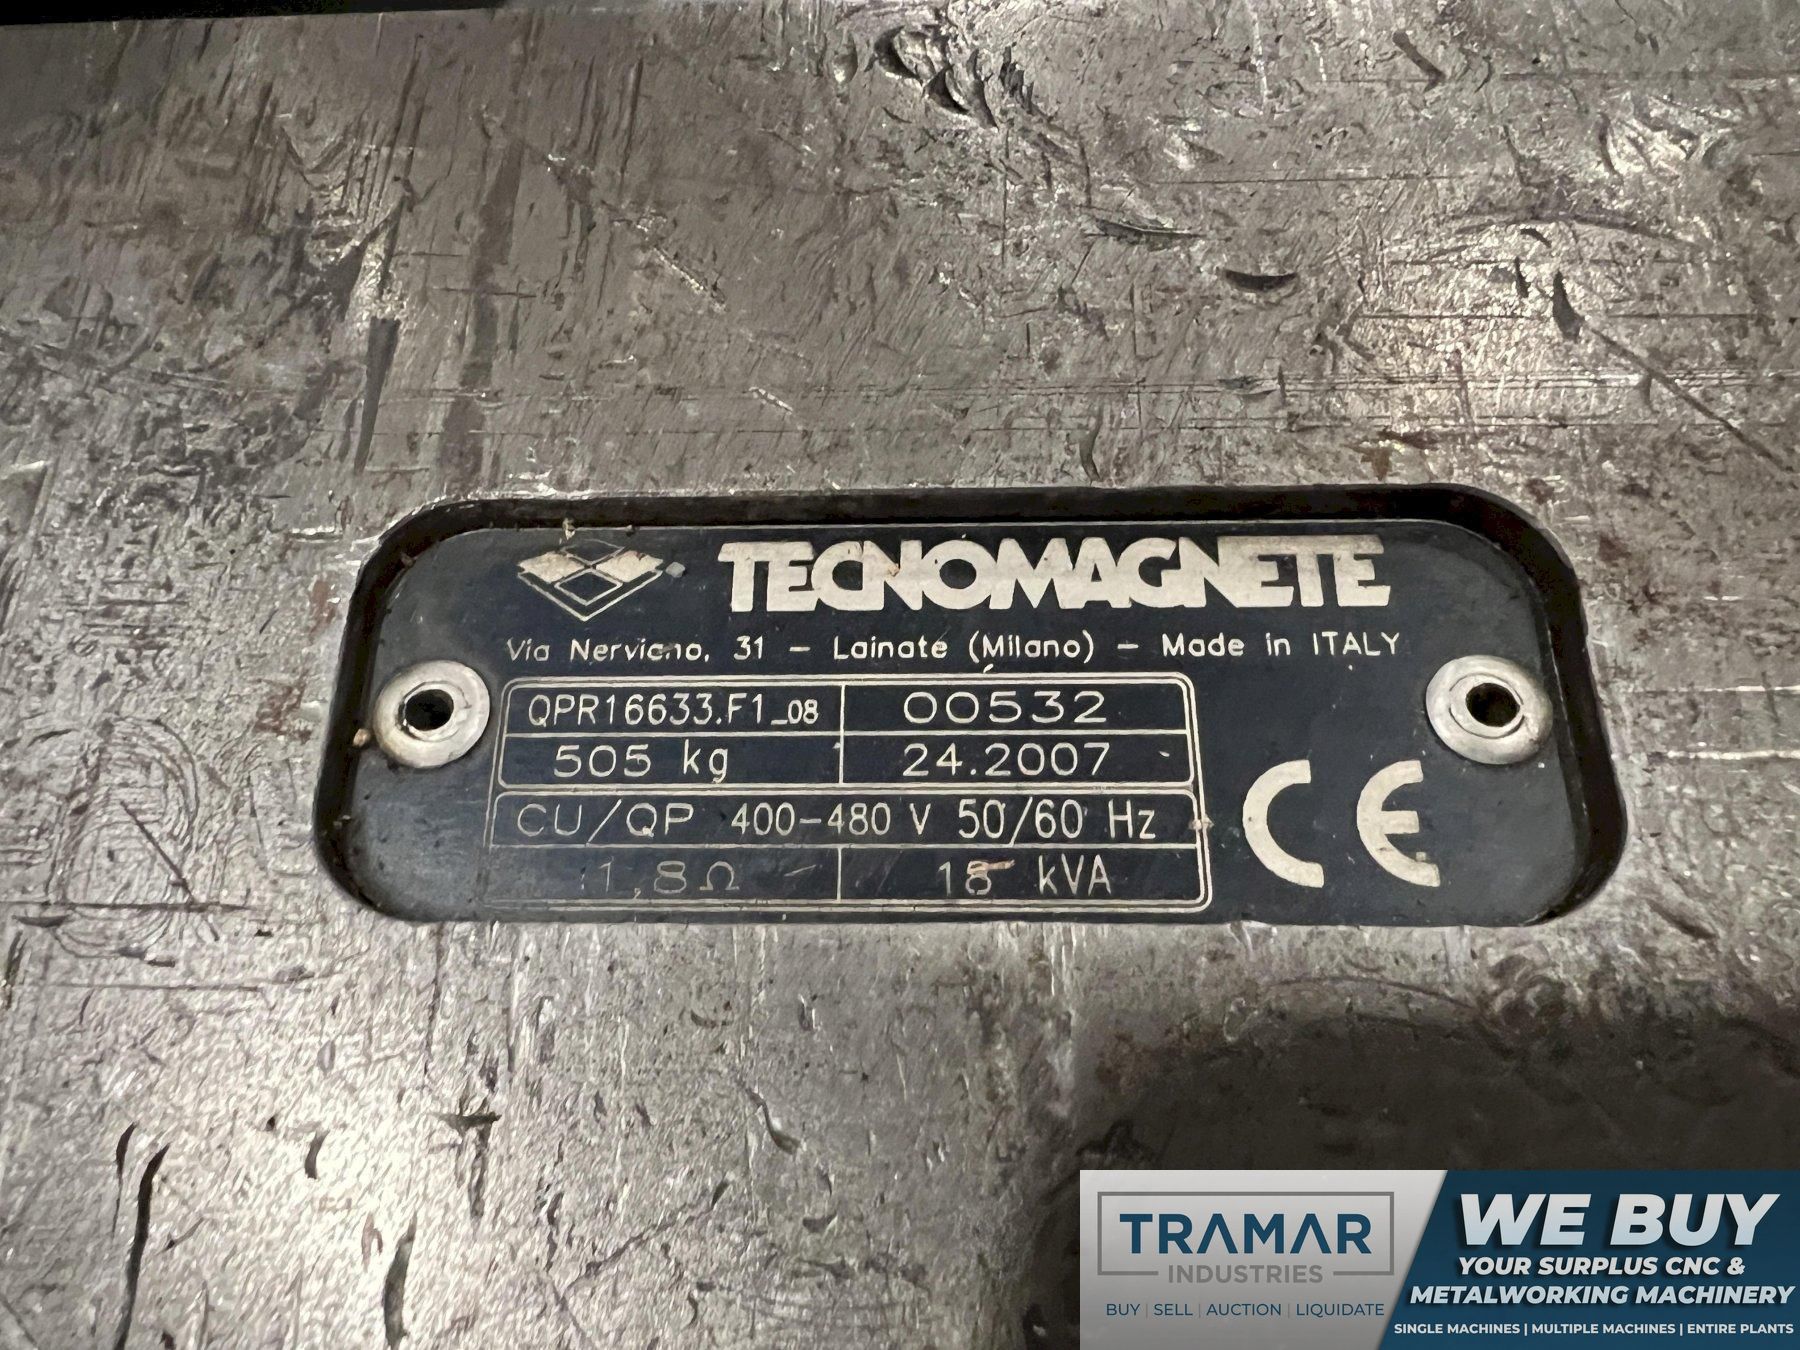 TECNOMAGNETE
Via Nerviano, 31 – Lainate (Milano) – Made in ITALY
QPR16633.F1_08 00532
505 kg 24.2007
CU/QP 400-480 V 50/60 Hz
1,8Ω 18 kVA
CE
TRAMAR
INDUSTRIES
BUY | SELL | AUCTION | LIQUIDATE
WE BUY
YOUR SURPLUS CNC &
METALWORKING MACHINERY
SINGLE MACHINES | MULTIPLE MACHINES | ENTIRE PLANTS